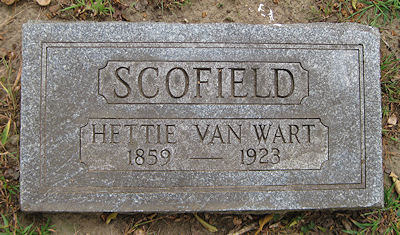 SCOFIELD
HETTIE VAN WART
1859 — 1923